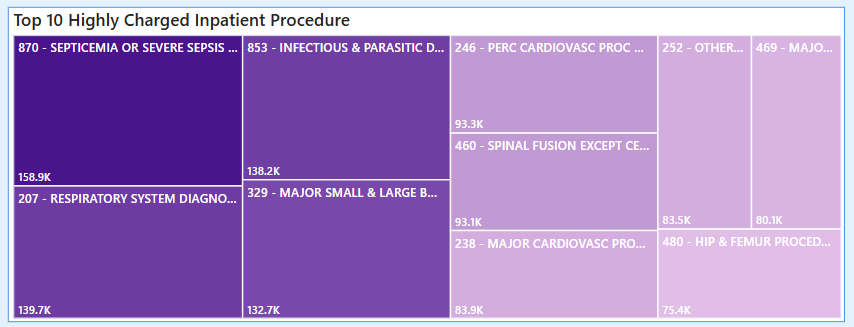 Top 10 Highly Charged Inpatient Procedure
870 - SEPTICEMIA OR SEVERE SEPSIS ...
158.9K
207 - RESPIRATORY SYSTEM DIAGNO...
139.7K
853 - INFECTIOUS & PARASITIC D...
138.2K
329 - MAJOR SMALL & LARGE B...
132.7K
246 - PERC CARDIOVASC PROC ...
93.3K
460 - SPINAL FUSION EXCEPT CE...
93.1K
238 - MAJOR CARDIOVASC PRO...
83.9K
252 - OTHER...
83.5K
469 - MAJO...
80.1K
480 - HIP & FEMUR PROCED...
75.4K